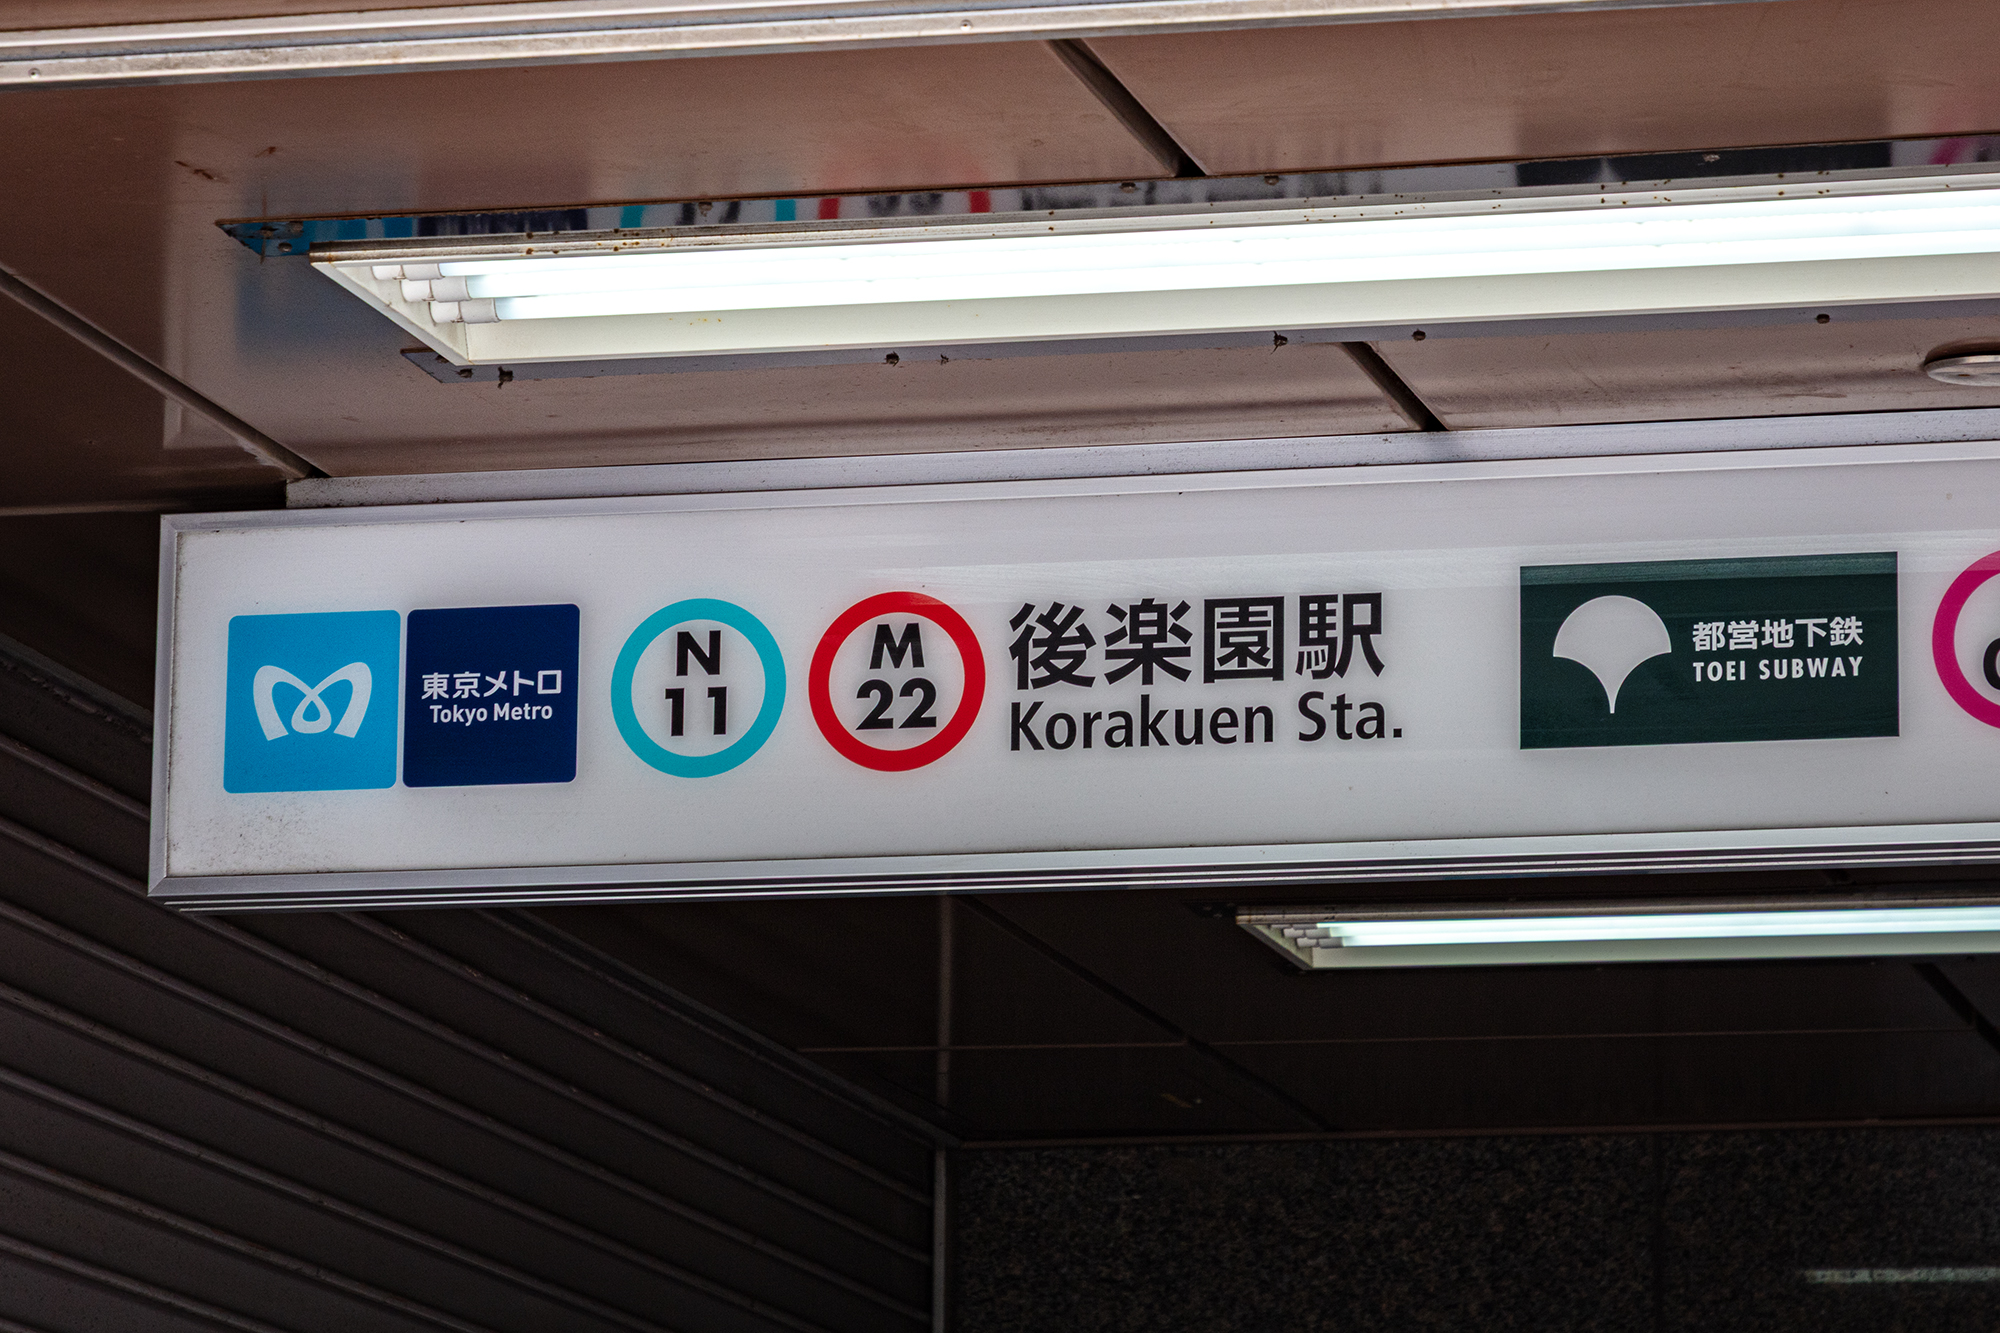 東京メトロ
Tokyo Metro
N
11
M
22
後楽園駅
Korakuen Sta.
都営地下鉄
TOEI SUBWAY